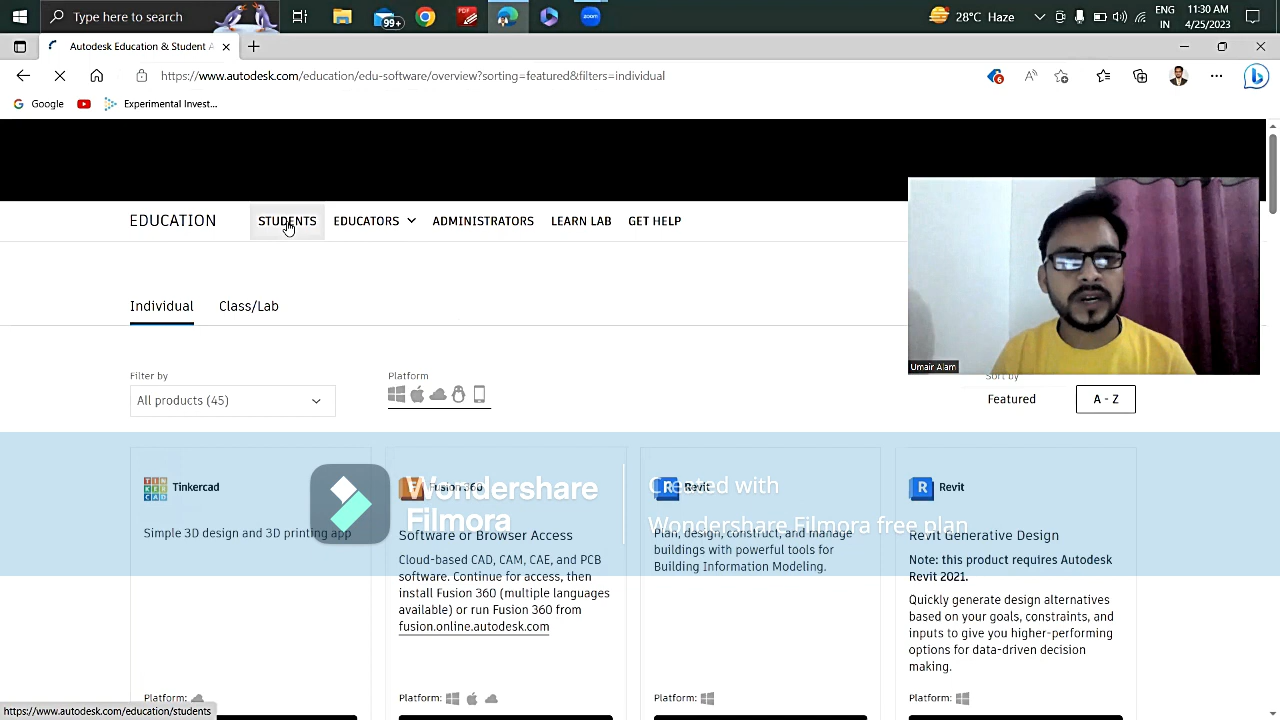 Type here to search
99+
PDF
zoom
28°C Haze
ENG
IN
11:30 AM
4/25/2023
Autodesk Education & Student A
https://www.autodesk.com/education/edu-software/overview?sorting=featured&filters=individual
6
Google
Experimental Invest...
EDUCATION
STUDENTS
EDUCATORS
ADMINISTRATORS
LEARN LAB
GET HELP
Umair Alam
Individual
Class/Lab
Filter by
All products (45)
Platform
Sort by
Featured
A - Z
Tinkercad
Simple 3D design and 3D printing app
Platform:
Fusion 360
Software or Browser Access
Cloud-based CAD, CAM, CAE, and PCB
software. Continue for access, then
install Fusion 360 (multiple languages
available) or run Fusion 360 from
fusion.online.autodesk.com
Platform:
R Revit
Plan, design, construct, and manage
buildings with powerful tools for
Building Information Modeling.
Platform:
R Revit
Revit Generative Design
Note: this product requires Autodesk
Revit 2021.
Quickly generate design alternatives
based on your goals, constraints, and
inputs to give you higher-performing
options for data-driven decision
making.
Platform:
Wondershare
Filmora
Created with
Wondershare Filmora free plan
https://www.autodesk.com/education/students